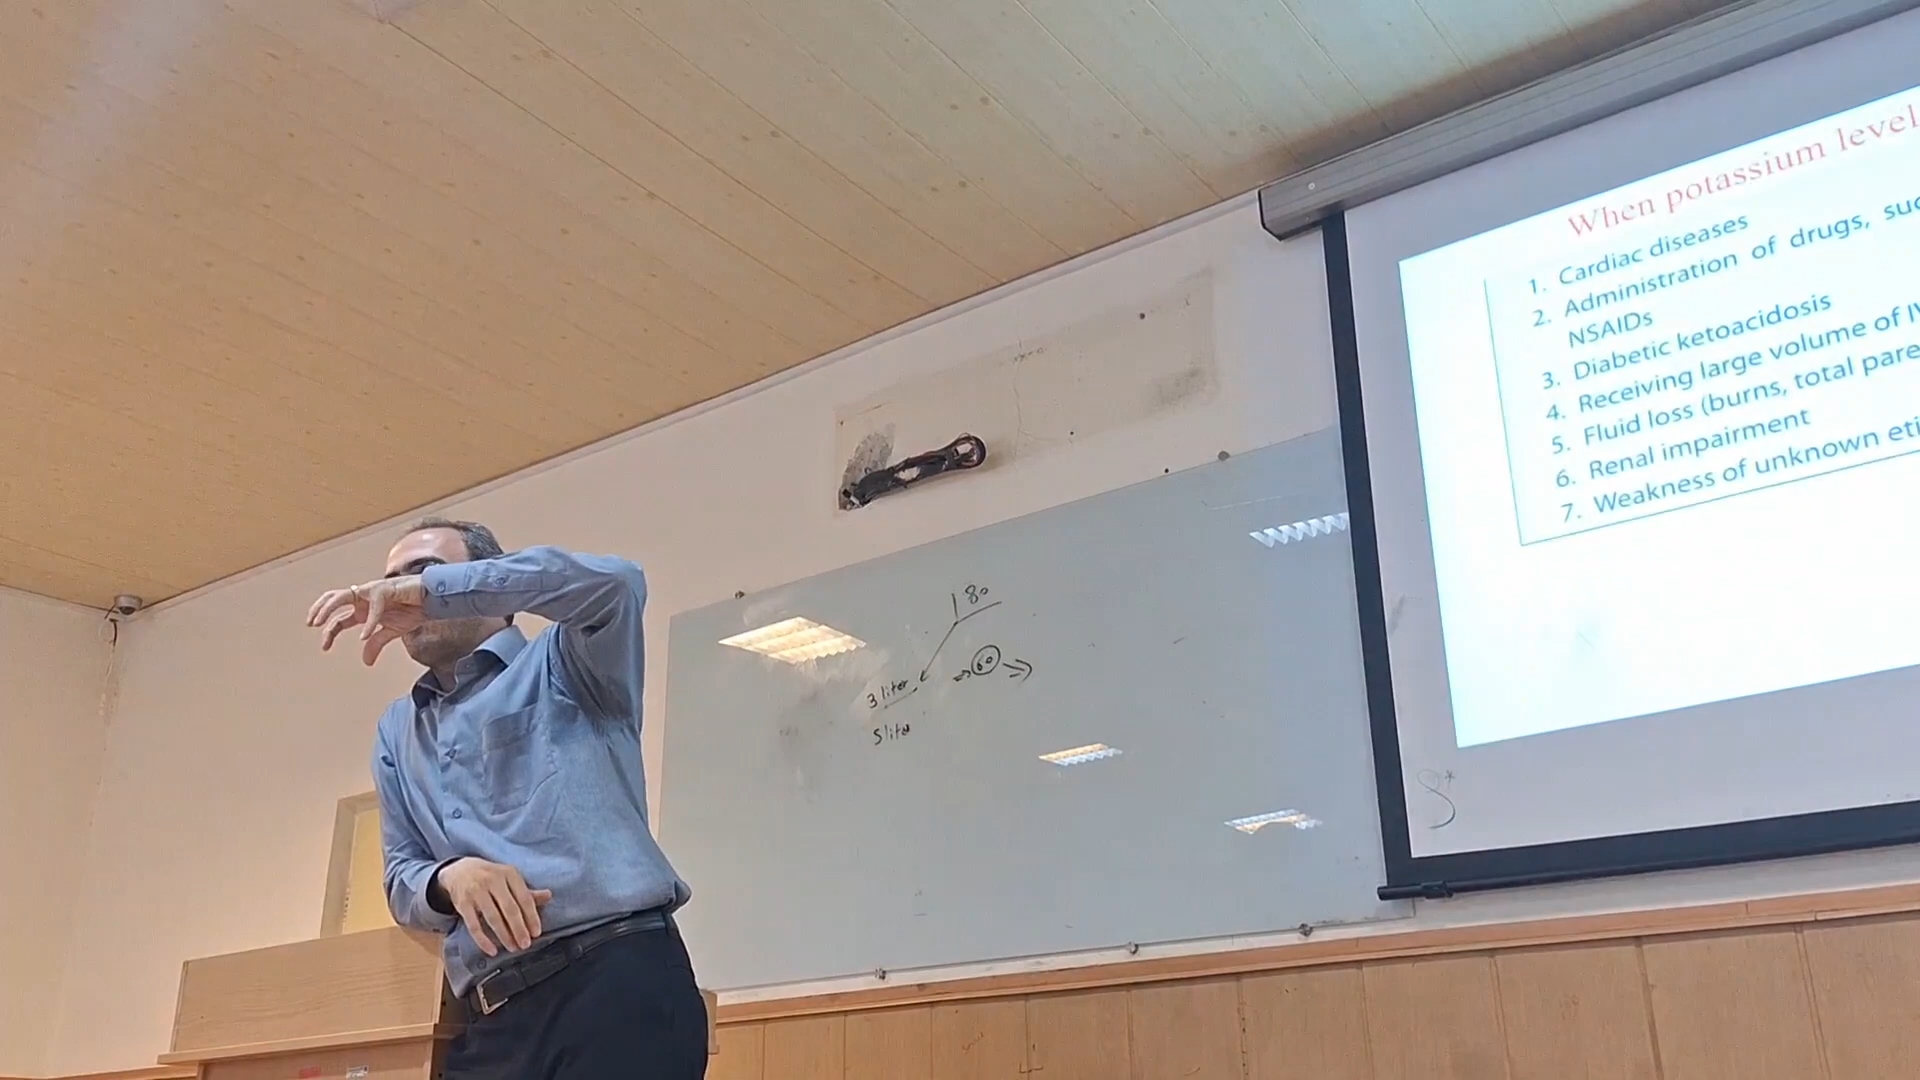 180
⇒ 60 ⇒
3 liter
5 lite
When potassium level
1. Cardiac diseases
2. Administration of drugs, suc
NSAIDs
3. Diabetic ketoacidosis
4. Receiving large volume of IV
5. Fluid loss (burns, total pare
6. Renal impairment
7. Weakness of unknown eti